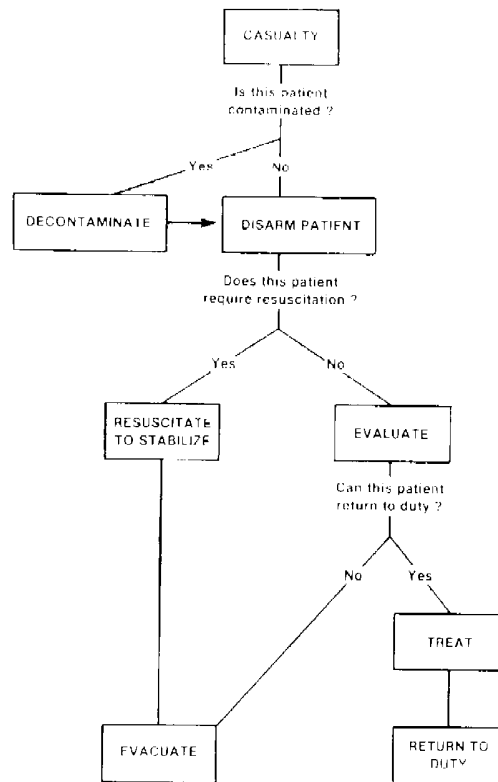 CASUALTY
Is this patient
contaminated ?
Yes
No
DECONTAMINATE
DISARM PATIENT
Does this patient
require resuscitation ?
Yes
No
RESUSCITATE
TO STABILIZE
EVALUATE
Can this patient
return to duty ?
No
Yes
TREAT
EVACUATE
RETURN TO
DUTY